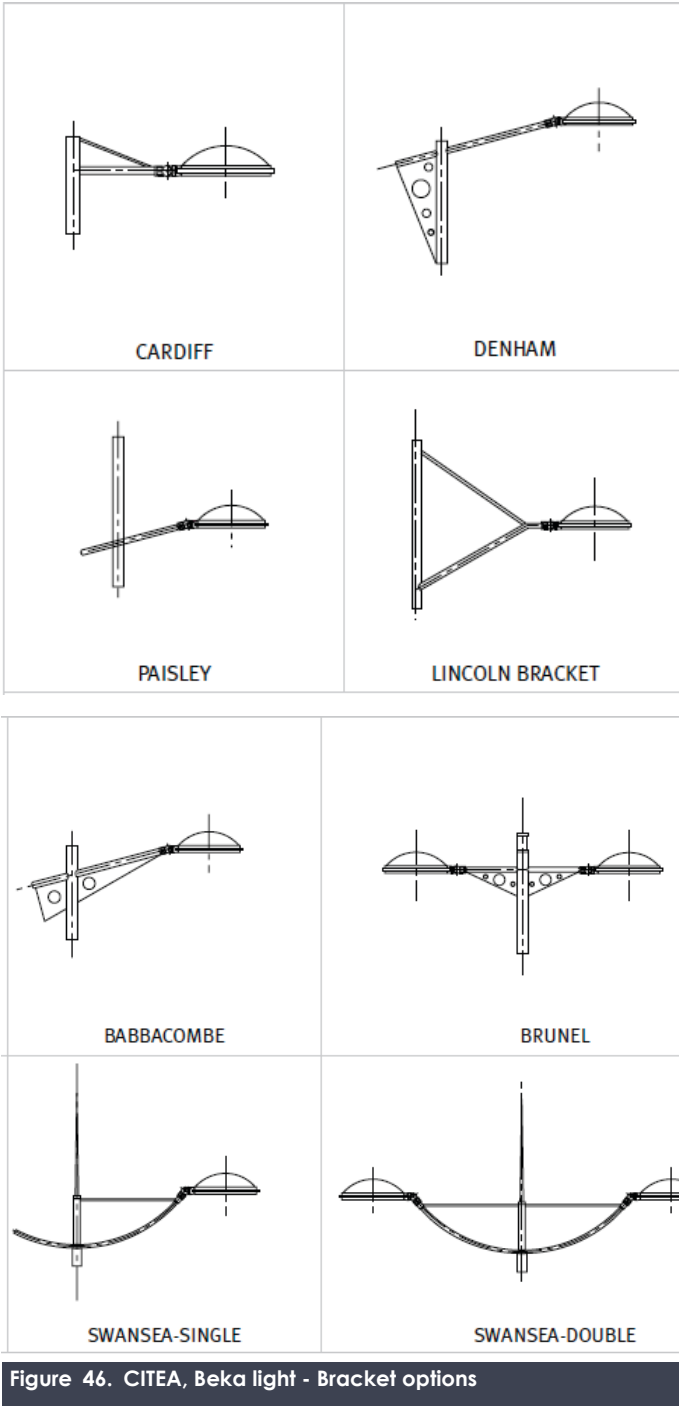 CARDIFF
DENHAM
PAISLEY
LINCOLN BRACKET
BABBACOMBE
BRUNEL
SWANSEA-SINGLE
SWANSEA-DOUBLE
Figure 46. CITEA, Beka light - Bracket options